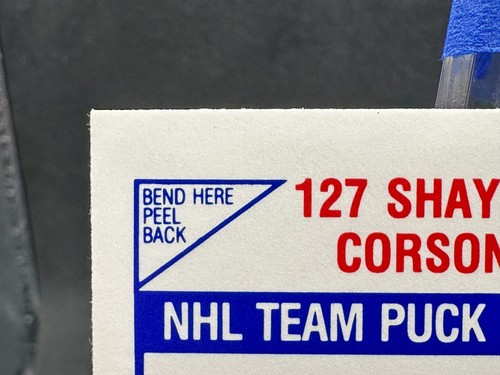 BEND HERE
PEEL
BACK
127 SHAY
CORSON
NHL TEAM PUCK